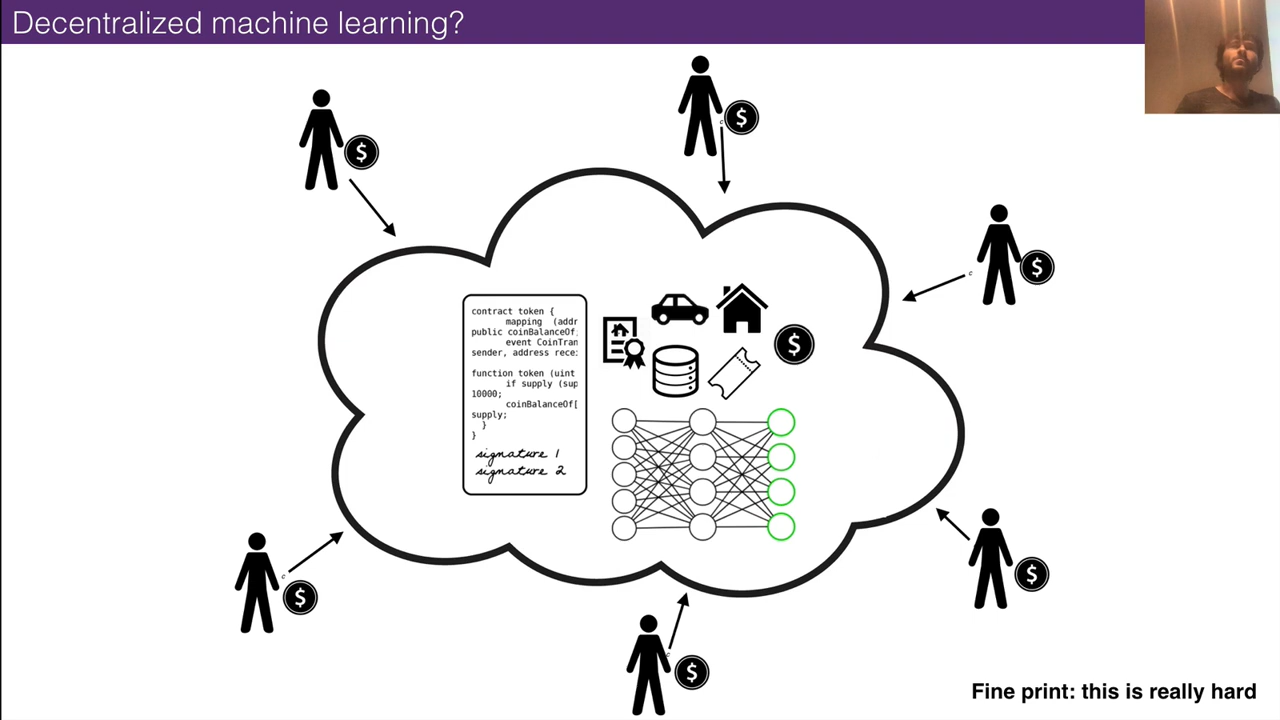 Decentralized machine learning?
$
$
$
contract token {
mapping (addr
public coinBalanceOf
event CoinTran
sender, address rece
function token (uint
if supply (sup
10000;
coinBalanceOf[
supply;
}
}
signature 1
signature 2
$
$
$
$
c
c
c
c
Fine print: this is really hard